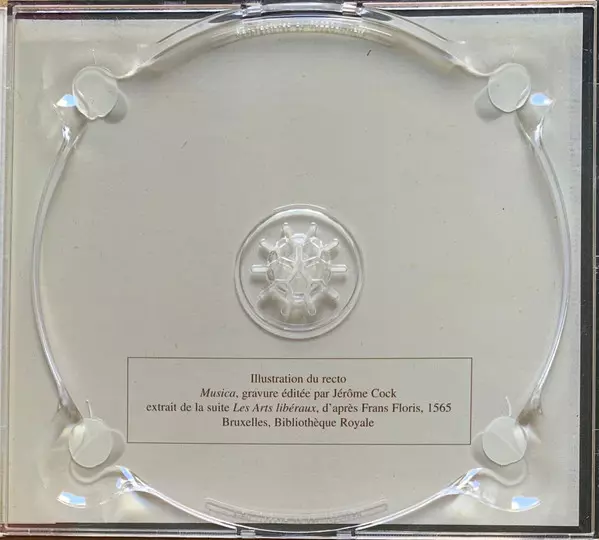 Illustration du recto
Musica, gravure éditée par Jérôme Cock
extrait de la suite Les Arts libéraux, d'après Frans Floris, 1565
Bruxelles, Bibliothèque Royale